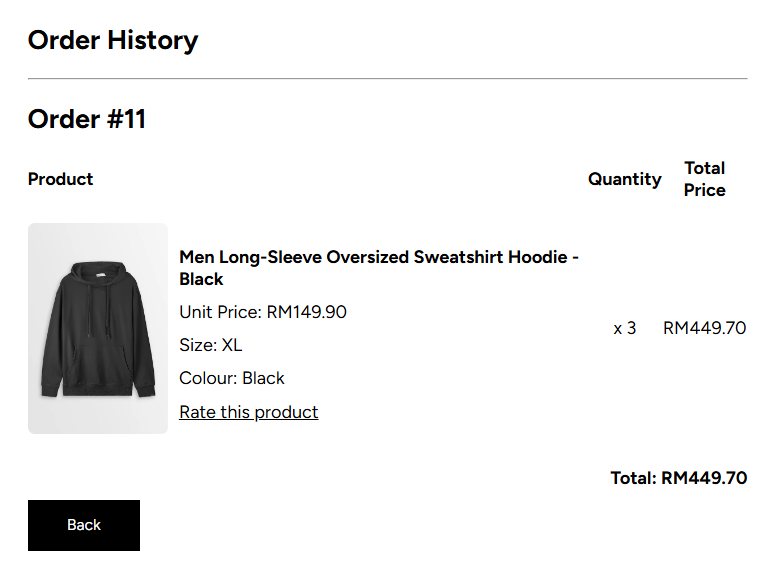 Order History
Order #11
Product
Quantity
Total
Price
Men Long-Sleeve Oversized Sweatshirt Hoodie -
Black
Unit Price: RM149.90
Size: XL
Colour: Black
Rate this product
x 3
RM449.70
Total: RM449.70
Back